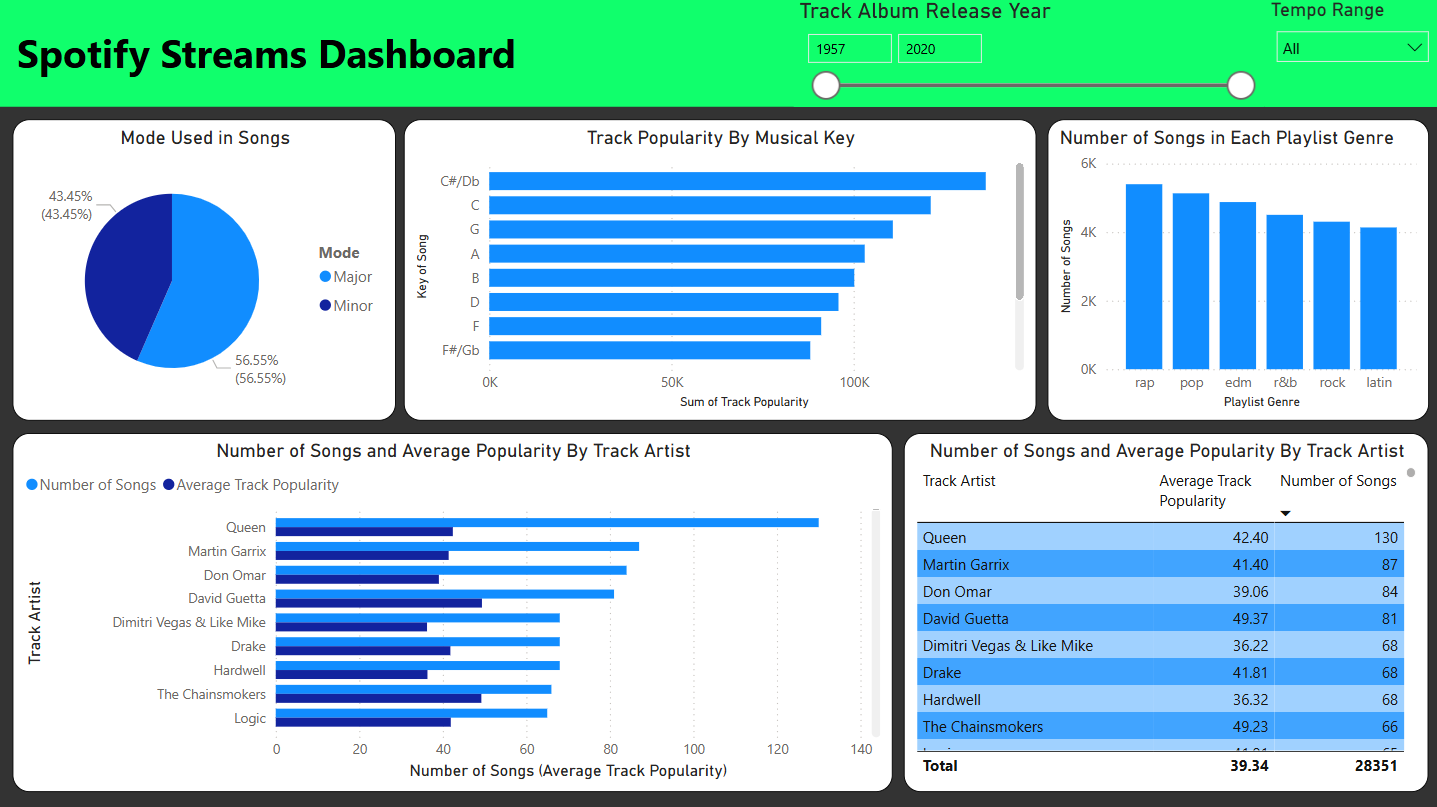 Spotify Streams Dashboard
Track Album Release Year
1957
2020
Tempo Range
All
Mode Used in Songs
43.45%
(43.45%)
56.55%
(56.55%)
Mode
Major
Minor
Track Popularity By Musical Key
Key of Song
C#/Db
C
G
A
B
D
F
F#/Gb
0K 50K 100K
Sum of Track Popularity
Number of Songs in Each Playlist Genre
Number of Songs
6K
4K
2K
0K
rap pop edm r&b rock latin
Playlist Genre
Number of Songs and Average Popularity By Track Artist
Number of Songs Average Track Popularity
Track Artist
Queen
Martin Garrix
Don Omar
David Guetta
Dimitri Vegas & Like Mike
Drake
Hardwell
The Chainsmokers
Logic
0 20 40 60 80 100 120 140
Number of Songs (Average Track Popularity)
Number of Songs and Average Popularity By Track Artist
Track Artist Average Track Popularity Number of Songs
Queen 42.40 130
Martin Garrix 41.40 87
Don Omar 39.06 84
David Guetta 49.37 81
Dimitri Vegas & Like Mike 36.22 68
Drake 41.81 68
Hardwell 36.32 68
The Chainsmokers 49.23 66
Total 39.34 28351